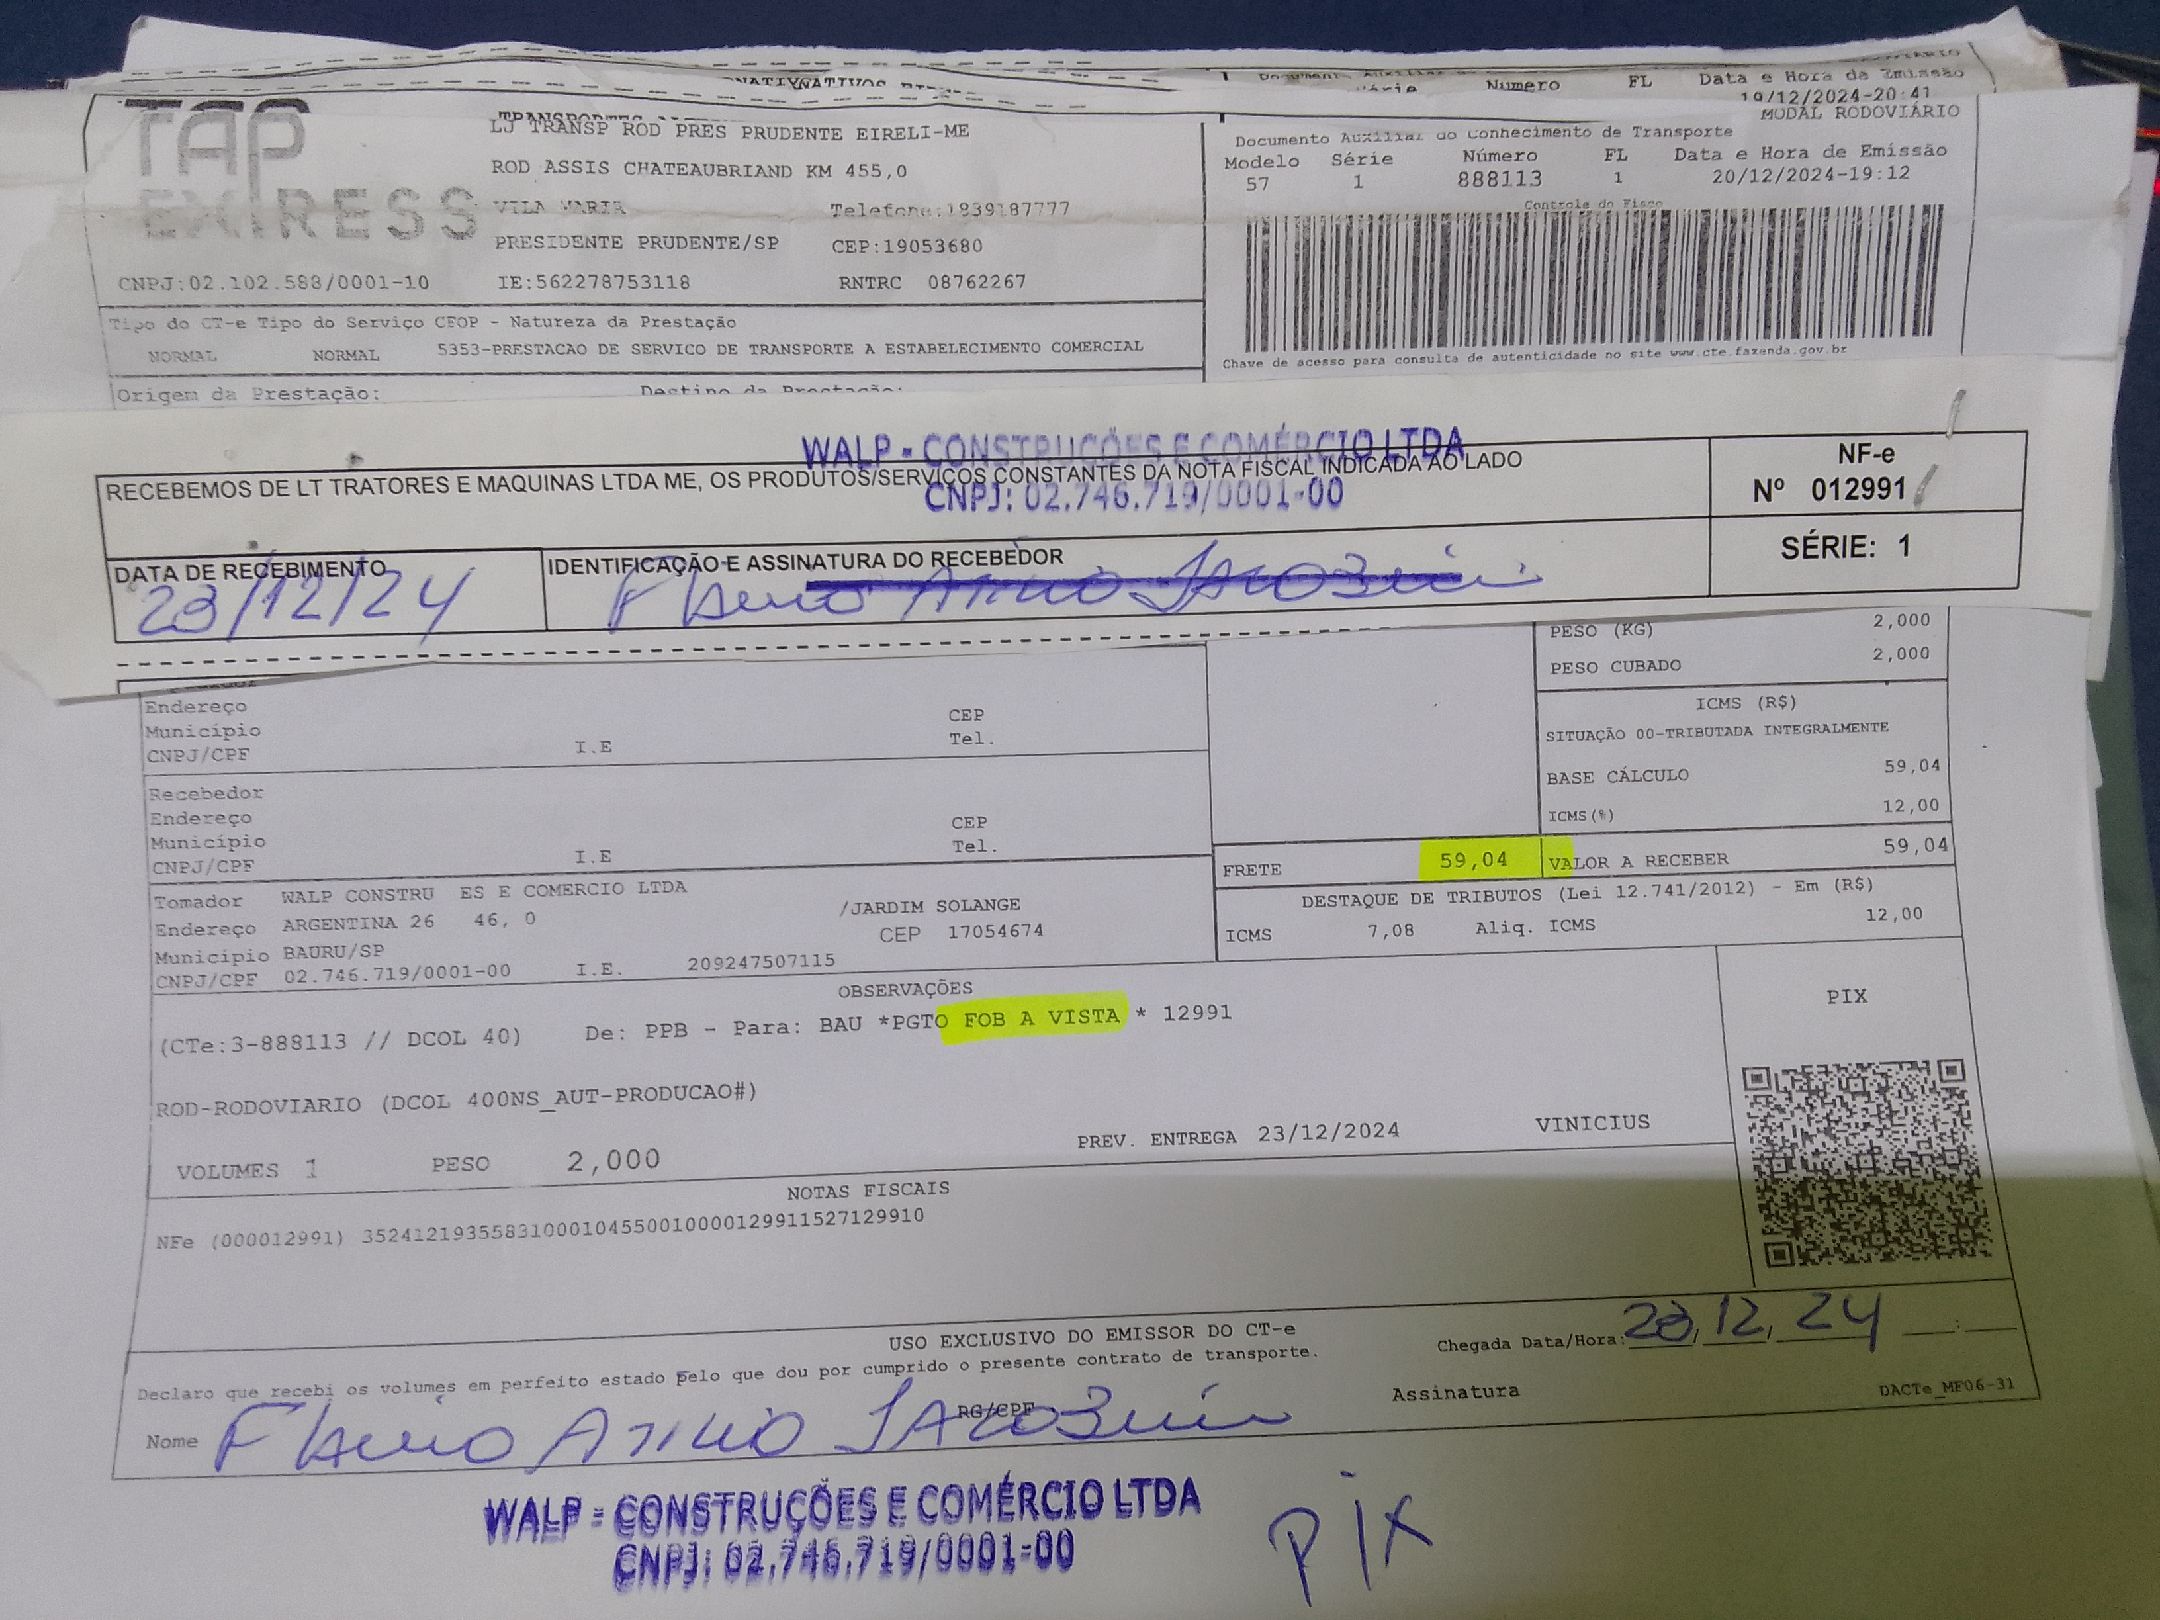 Documento Auxiliar
Número FL Data e Hora da Emissão
19/12/2024-20:41
TAP
EXPRESS
LJ TRANSP ROD PRES PRUDENTE EIRELI-ME
ROD ASSIS CHATEAUBRIAND KM 455,0
VILA MARIA Telefone:1839187777
PRESIDENTE PRUDENTE/SP CEP:19053680
CNPJ:02.102.588/0001-10 IE:562278753118 RNTRC 08762267
MODAL RODOVIÁRIO
Documento Auxiliar do Conhecimento de Transporte
Modelo Série Número FL Data e Hora de Emissão
57 1 888113 1 20/12/2024-19:12
Controle do Fisco
Chave de acesso para consulta de autenticidade no site www.cte.fazenda.gov.br
Tipo do CT-e Tipo do Serviço CFOP - Natureza da Prestação
NORMAL NORMAL 5353-PRESTACAO DE SERVICO DE TRANSPORTE A ESTABELECIMENTO COMERCIAL
Origem da Prestação: Destino da Prestação:
WALP - CONSTRUÇÕES E COMÉRCIO LTDA
RECEBEMOS DE LT TRATORES E MAQUINAS LTDA ME, OS PRODUTOS/SERVIÇOS CONSTANTES DA NOTA FISCAL INDICADA AO LADO
CNPJ: 02.746.719/0001-00
NF-e
Nº 012991
SÉRIE: 1
DATA DE RECEBIMENTO IDENTIFICAÇÃO E ASSINATURA DO RECEBEDOR
23/12/24
PESO (KG) 2,000
PESO CUBADO 2,000
ICMS (R$)
SITUAÇÃO 00-TRIBUTADA INTEGRALMENTE
BASE CÁLCULO 59,04
ICMS(%) 12,00
FRETE 59,04 VALOR A RECEBER 59,04
DESTAQUE DE TRIBUTOS (Lei 12.741/2012) - Em (R$)
ICMS 7,08 Aliq. ICMS 12,00
Endereço CEP
Município Tel.
CNPJ/CPF I.E
Recebedor
Endereço CEP
Município Tel.
CNPJ/CPF I.E
Tomador WALP CONSTRU ES E COMERCIO LTDA
Endereço ARGENTINA 26 46, 0 /JARDIM SOLANGE
Município BAURU/SP CEP 17054674
CNPJ/CPF 02.746.719/0001-00 I.E. 209247507115
OBSERVAÇÕES
(CTe:3-888113 // DCOL 40) De: PPB - Para: BAU *PGTO FOB A VISTA * 12991
ROD-RODOVIARIO (DCOL 400NS_AUT-PRODUCAO#)
VOLUMES 1 PESO 2,000 PREV. ENTREGA 23/12/2024 VINICIUS
PIX
NOTAS FISCAIS
NFe (000012991) 35241219355831000104550010000129911527129910
USO EXCLUSIVO DO EMISSOR DO CT-e
Declaro que recebi os volumes em perfeito estado pelo que dou por cumprido o presente contrato de transporte.
Chegada Data/Hora: 23,12,24 :
Nome RG/CPF Assinatura DACTe_MF06-31
WALP - CONSTRUÇÕES E COMÉRCIO LTDA
CNPJ: 02.746.719/0001-00
PIX